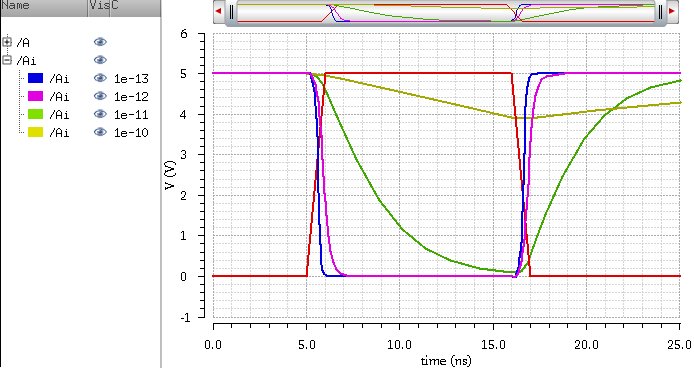 Name Vis C
/A
/Ai
/Ai 1e-13
/Ai 1e-12
/Ai 1e-11
/Ai 1e-10
V (V)
6
5
4
3
2
1
0
-1
0.0 5.0 10.0 15.0 20.0 25.0
time (ns)